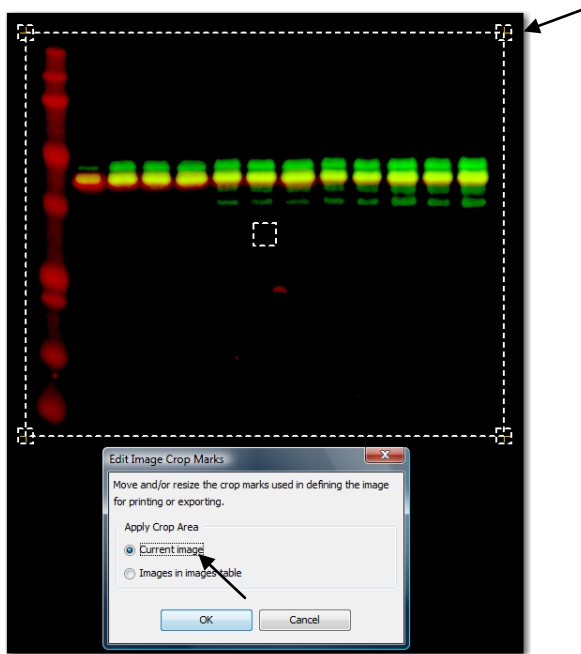 Edit Image Crop Marks
Move and/or resize the crop marks used in defining the image
for printing or exporting.
Apply Crop Area
Current image
Images in images table
OK
Cancel